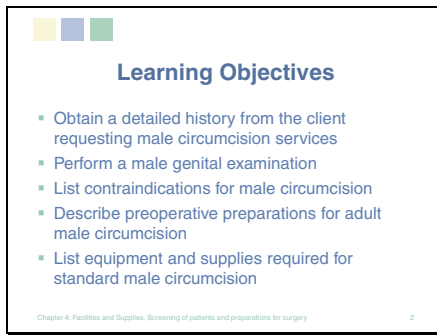 Learning Objectives
▪ Obtain a detailed history from the client
requesting male circumcision services
▪ Perform a male genital examination
▪ List contraindications for male circumcision
▪ Describe preoperative preparations for adult
male circumcision
▪ List equipment and supplies required for
standard male circumcision
Chapter 4: Facilities and Supplies, Screening of patients and preparations for surgery 2